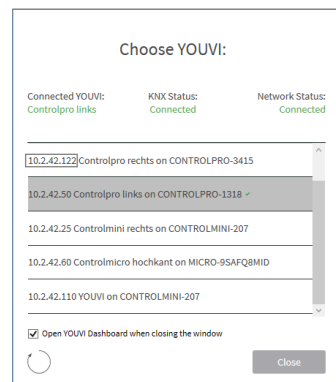 Choose YOUVI:
Connected YOUVI: KNX Status: Network Status:
Controlpro links Connected Connected
10.2.42.122 Controlpro rechts on CONTROLPRO-3415
10.2.42.50 Controlpro links on CONTROLPRO-1318 ✓
10.2.42.25 Controlmini rechts on CONTROLMINI-207
10.2.42.60 Controlmicro hochkant on MICRO-9SAFQ8MID
10.2.42.110 YOUVI on CONTROLMINI-207
Open YOUVI Dashboard when closing the window
Close